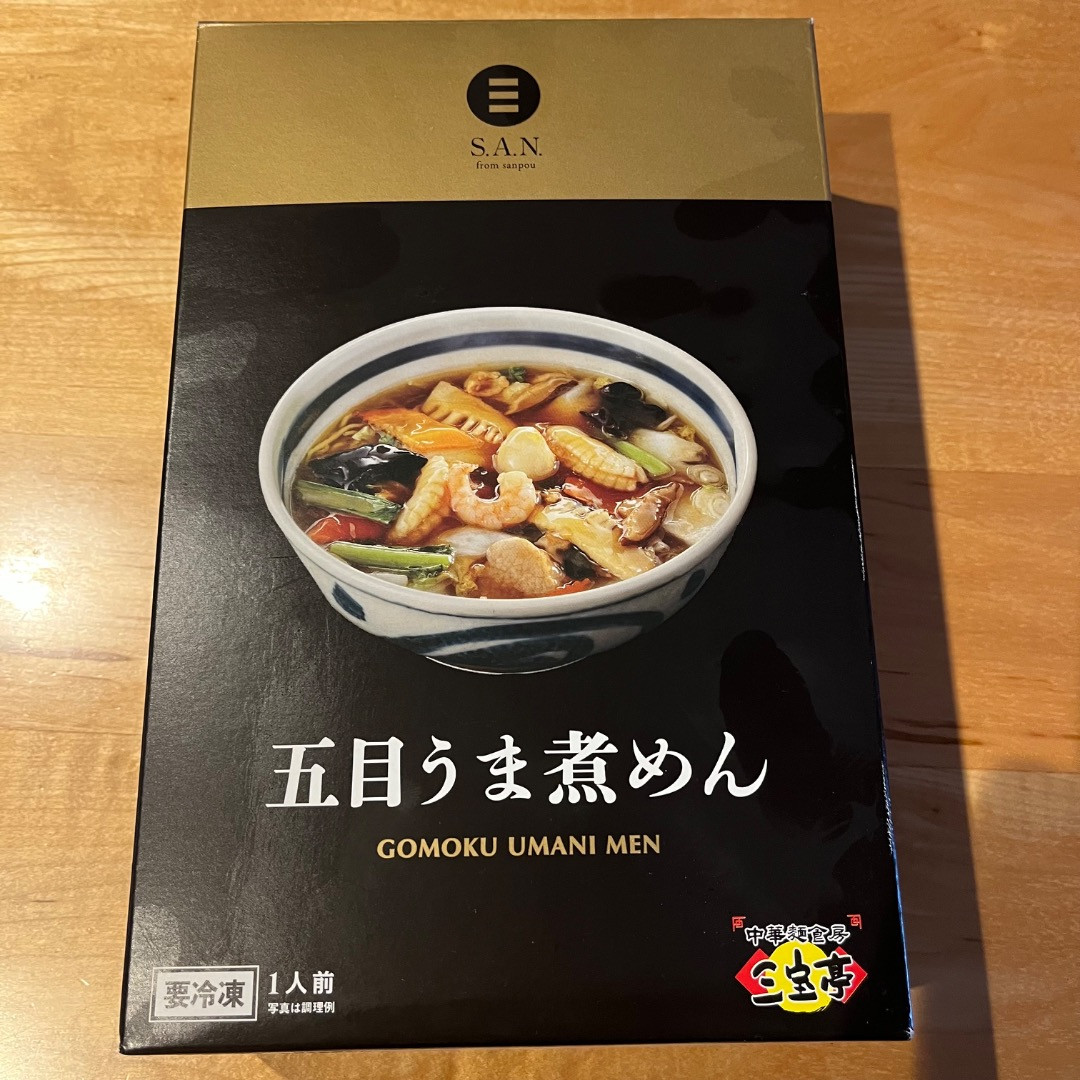 S.A.N.
from sanpou
五目うま煮めん
GOMOKU UMANI MEN
中華麵食房
三宝亭
要冷凍
1人前
写真は調理例